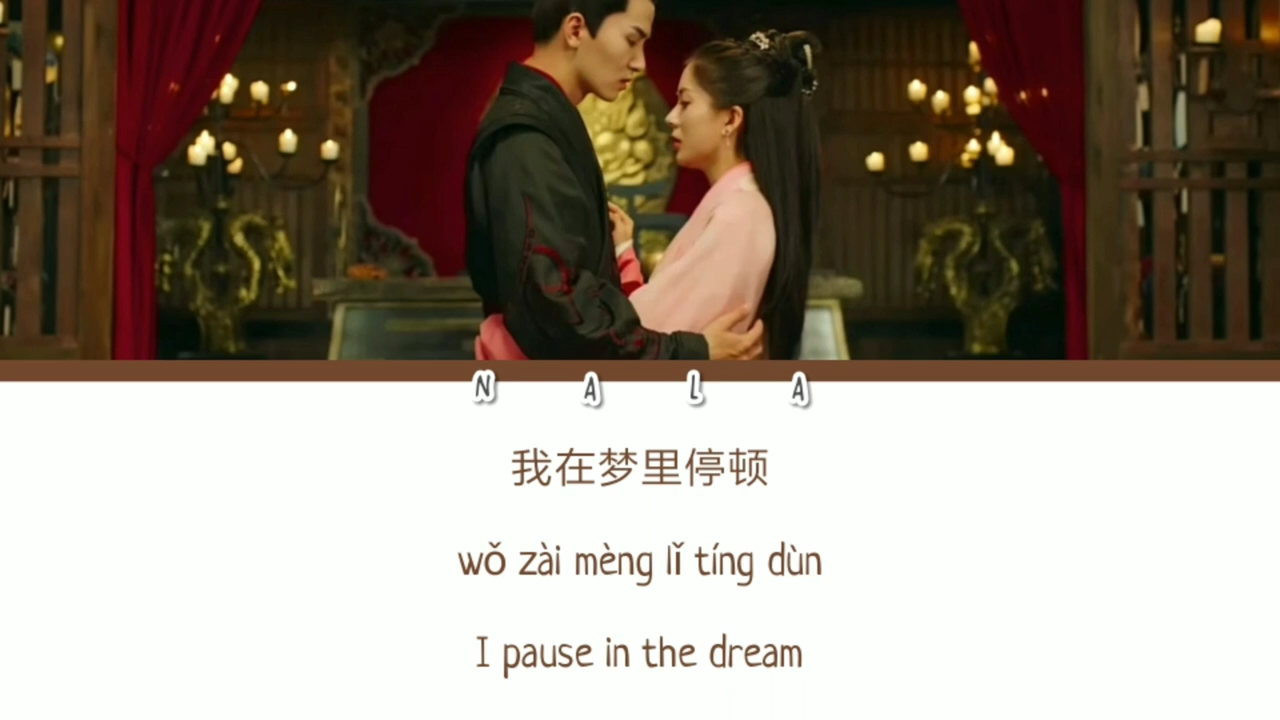 N A L A
我在梦里停顿
wǒ zài mèng lǐ tíng dùn
I pause in the dream